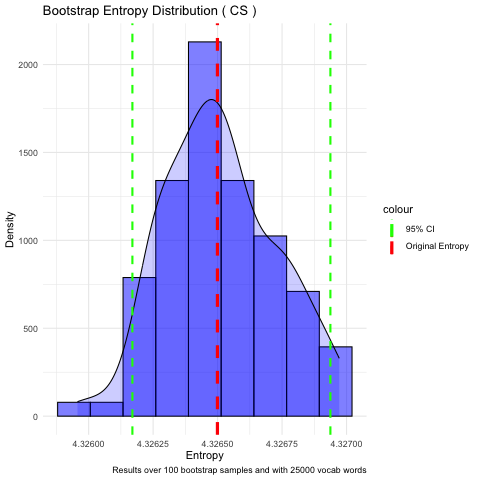 Bootstrap Entropy Distribution ( CS )
2000
1500
1000
500
0
Density
4.32600
4.32625
4.32650
4.32675
4.32700
Entropy
Results over 100 bootstrap samples and with 25000 vocab words
colour
95% CI
Original Entropy